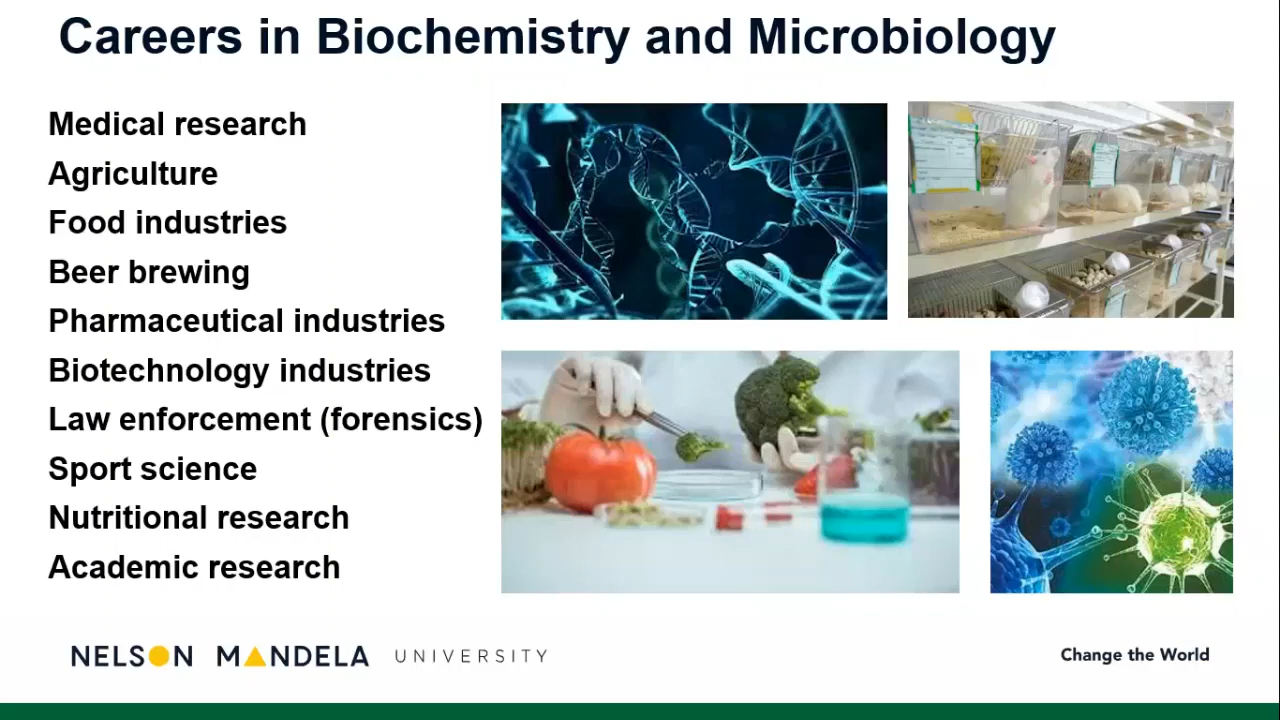 Careers in Biochemistry and Microbiology
Medical research
Agriculture
Food industries
Beer brewing
Pharmaceutical industries
Biotechnology industries
Law enforcement (forensics)
Sport science
Nutritional research
Academic research
NELSON MANDELA UNIVERSITY
Change the World